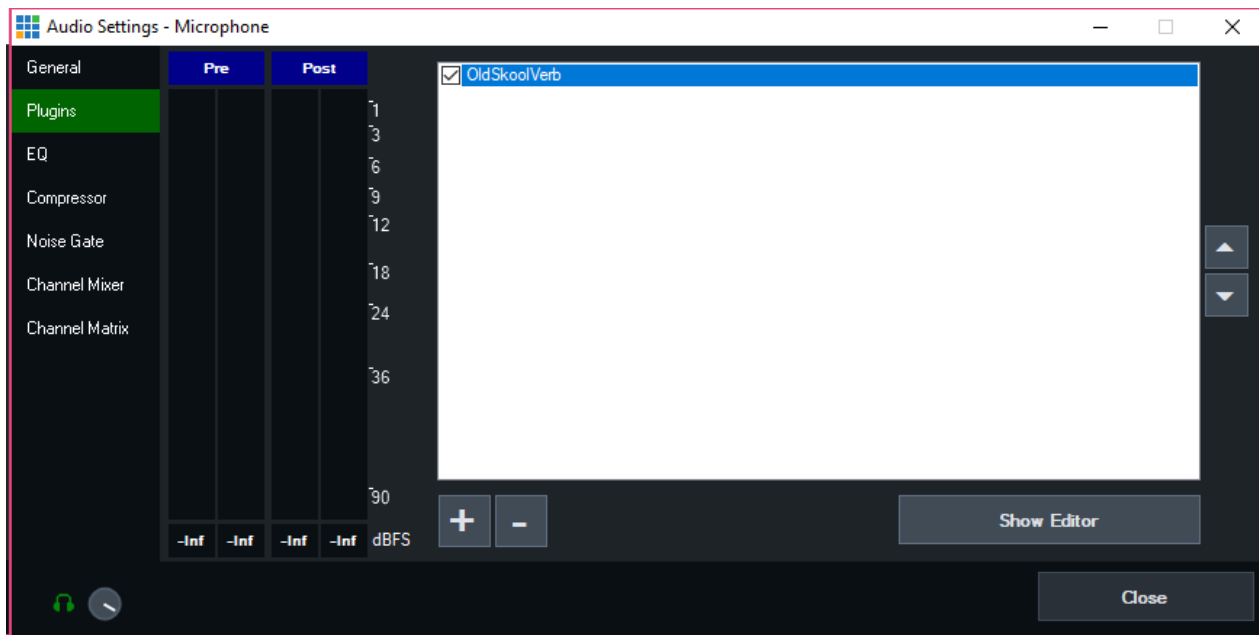 Audio Settings - Microphone
General
Plugins
EQ
Compressor
Noise Gate
Channel Mixer
Channel Matrix
Pre Post
1
3
6
9
12
18
24
36
90
-Inf -Inf -Inf -Inf dBFS
OldSkoolVerb
+ -
Show Editor
Close